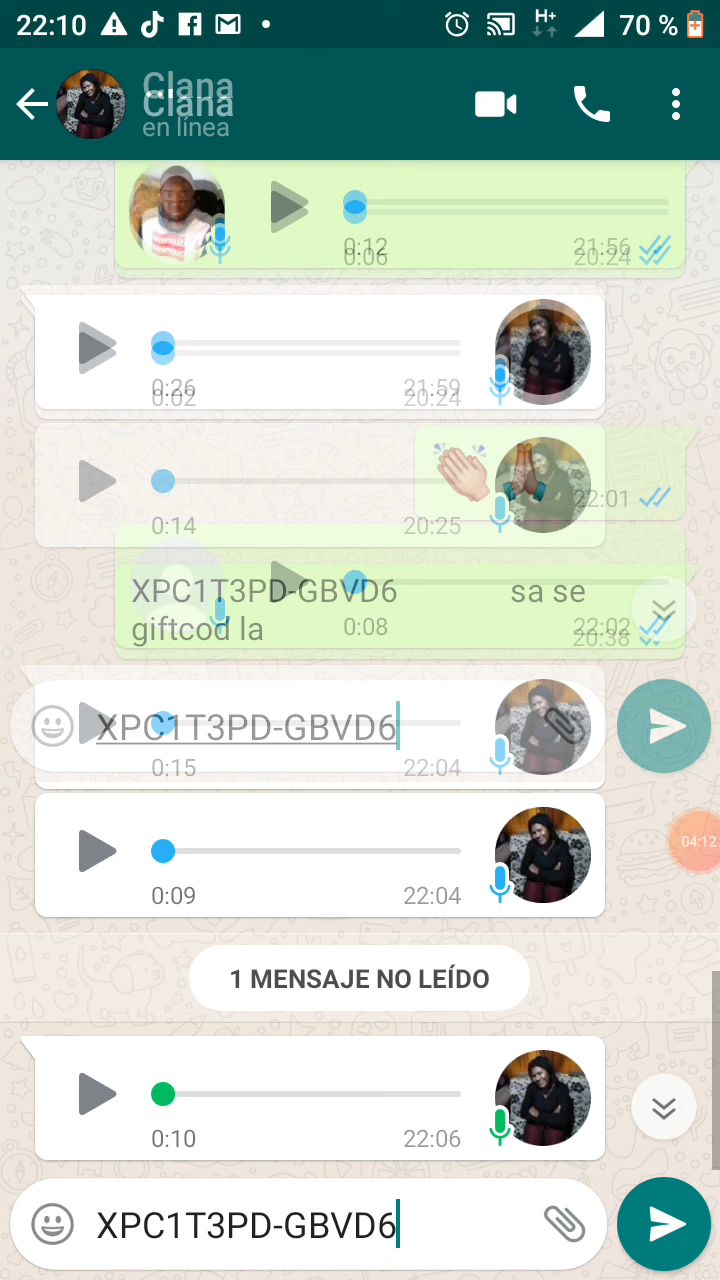 22:10
H+
70 %
Clana
Clana
en línea
0:12
21:56
0:06
20:24
0:26
21:59
0:02
20:24
22:01
0:14
20:25
XPC1T3PD-GBVD6 sa se
giftcod la
0:08
22:02
20:38
XPC1T3PD-GBVD6
0:15
22:04
04:12
0:09
22:04
1 MENSAJE NO LEÍDO
0:10
22:06
XPC1T3PD-GBVD6